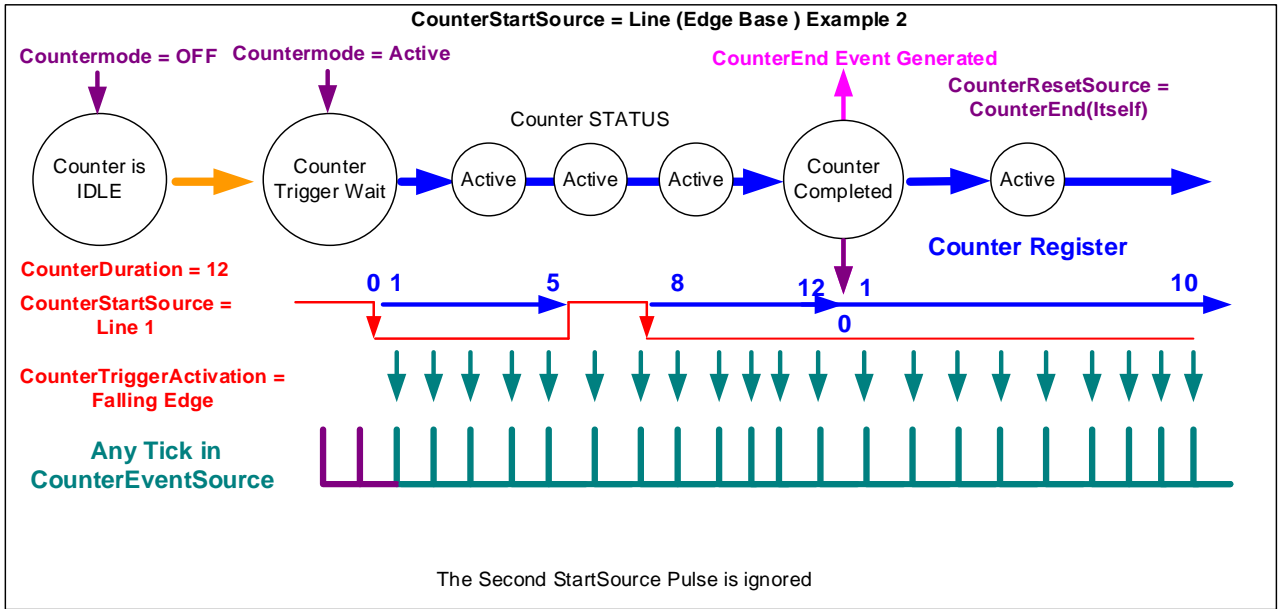 CounterStartSource = Line (Edge Base ) Example 2
Countermode = OFF
Countermode = Active
CounterEnd Event Generated
CounterResetSource =
CounterEnd(Itself)
Counter STATUS
Counter is
IDLE
Counter
Trigger Wait
Active
Active
Active
Counter
Completed
Active
Counter Register
CounterDuration = 12
0 1 5 8 12 1 10
CounterStartSource =
Line 1
0
CounterTriggerActivation =
Falling Edge
Any Tick in
CounterEventSource
The Second StartSource Pulse is ignored